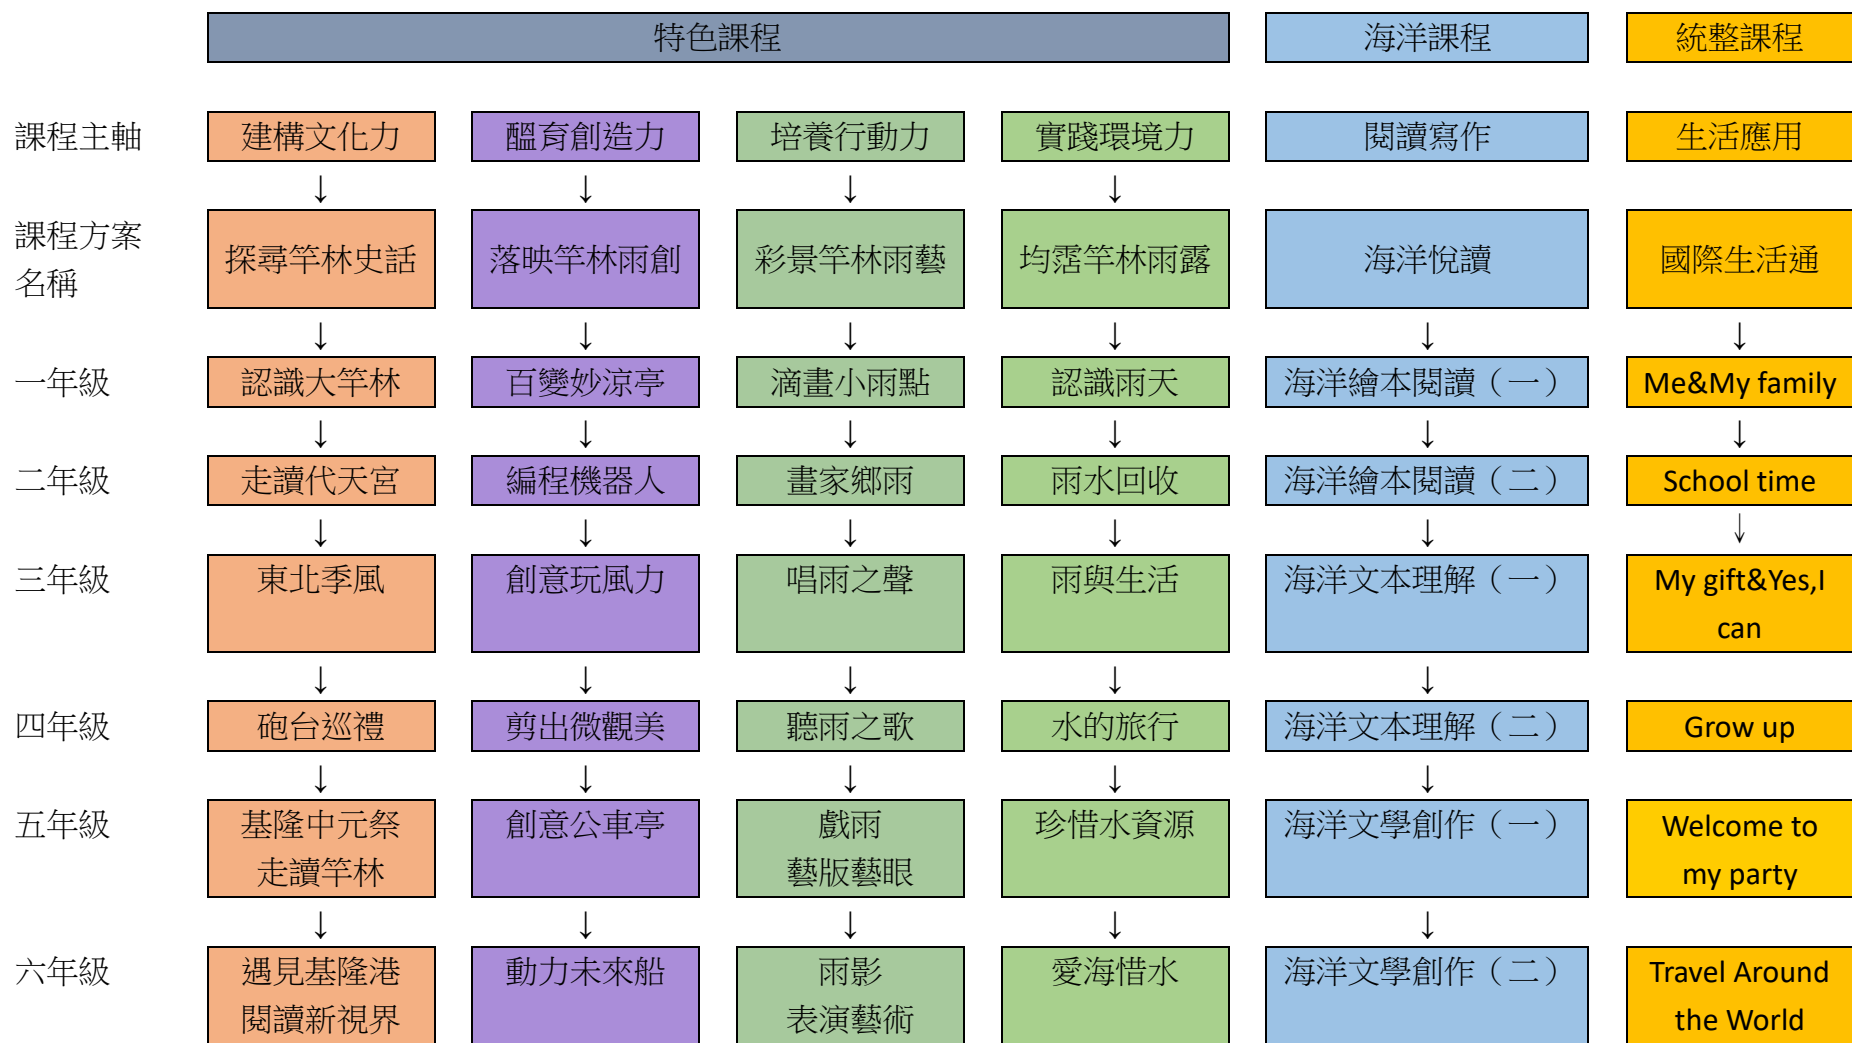 特色課程 海洋課程 統整課程
課程主軸 建構文化力 醞育創造力 培養行動力 實踐環境力 閱讀寫作 生活應用
↓ ↓ ↓ ↓
課程方案
名稱
探尋竿林史話 落映竿林雨創 彩景竿林雨藝 均霑竿林雨露 海洋悅讀 國際生活通
↓ ↓ ↓ ↓ ↓ ↓
一年級 認識大竿林 百變妙涼亭 滴畫小雨點 認識雨天 海洋繪本閱讀（一） Me&My family
↓ ↓ ↓ ↓ ↓ ↓
二年級 走讀代天宮 編程機器人 畫家鄉雨 雨水回收 海洋繪本閱讀（二） School time
↓ ↓ ↓ ↓ ↓ ↓
三年級 東北季風 創意玩風力 唱雨之聲 雨與生活 海洋文本理解（一） My gift&Yes,I
can
↓ ↓ ↓ ↓ ↓
四年級 砲台巡禮 剪出微觀美 聽雨之歌 水的旅行 海洋文本理解（二） Grow up
↓ ↓ ↓ ↓ ↓
五年級 基隆中元祭 創意公車亭 戲雨 珍惜水資源 海洋文學創作（一） Welcome to
走讀竿林 藝版藝眼 my party
↓ ↓ ↓ ↓ ↓
六年級 遇見基隆港 動力未來船 雨影 愛海惜水 海洋文學創作（二） Travel Around
閱讀新視界 表演藝術 the World